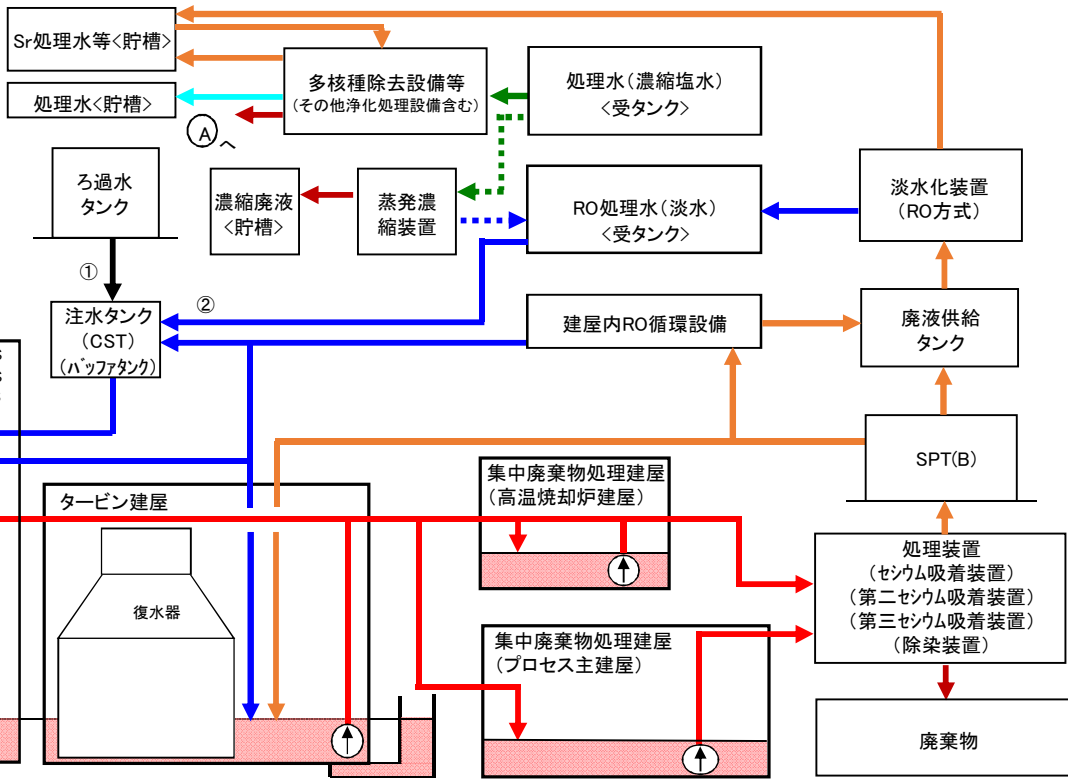 Sr処理水等<貯槽>
多核種除去設備等
(その他浄化処理設備含む)
処理水(濃縮塩水)
<受タンク>
処理水<貯槽>
A
へ
ろ過水
タンク
濃縮廃液
<貯槽>
蒸発濃
縮装置
RO処理水(淡水)
<受タンク>
淡水化装置
(RO方式)
①
②
注水タンク
(CST)
(バッファタンク)
建屋内RO循環設備
廃液供給
タンク
s
s
SPT(B)
タービン建屋
集中廃棄物処理建屋
(高温焼却炉建屋)
復水器
処理装置
(セシウム吸着装置)
(第二セシウム吸着装置)
(第三セシウム吸着装置)
(除染装置)
集中廃棄物処理建屋
(プロセス主建屋)
廃棄物